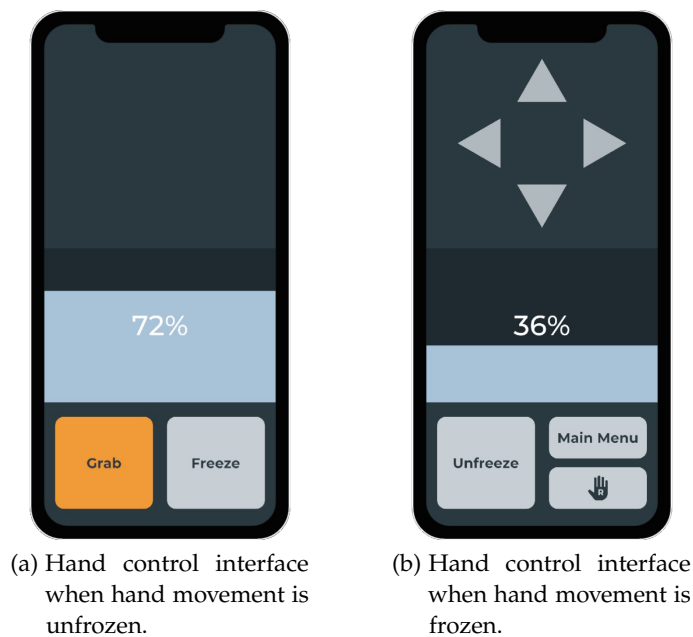 72%
Grab
Freeze
36%
Unfreeze
Main Menu
R
(a) Hand control interface
when hand movement is
unfrozen.
(b) Hand control interface
when hand movement is
frozen.